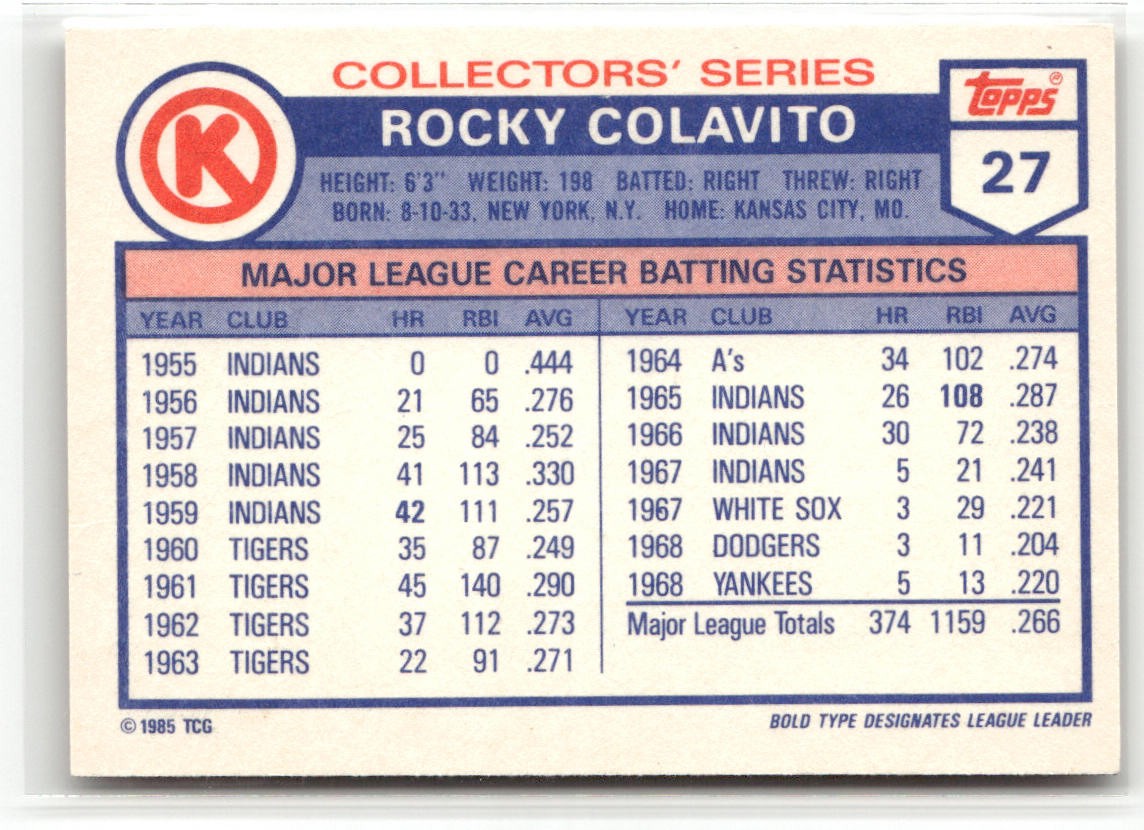 COLLECTORS' SERIES
K
ROCKY COLAVITO
Topps®
27
HEIGHT: 6'3" WEIGHT: 198 BATTED: RIGHT THREW: RIGHT
BORN: 8-10-33, NEW YORK, N.Y. HOME: KANSAS CITY, MO.
MAJOR LEAGUE CAREER BATTING STATISTICS
YEAR CLUB HR RBI AVG
1955 INDIANS 0 0 .444
1956 INDIANS 21 65 .276
1957 INDIANS 25 84 .252
1958 INDIANS 41 113 .330
1959 INDIANS 42 111 .257
1960 TIGERS 35 87 .249
1961 TIGERS 45 140 .290
1962 TIGERS 37 112 .273
1963 TIGERS 22 91 .271
YEAR CLUB HR RBI AVG
1964 A's 34 102 .274
1965 INDIANS 26 108 .287
1966 INDIANS 30 72 .238
1967 INDIANS 5 21 .241
1967 WHITE SOX 3 29 .221
1968 DODGERS 3 11 .204
1968 YANKEES 5 13 .220
Major League Totals 374 1159 .266
© 1985 TCG
BOLD TYPE DESIGNATES LEAGUE LEADER